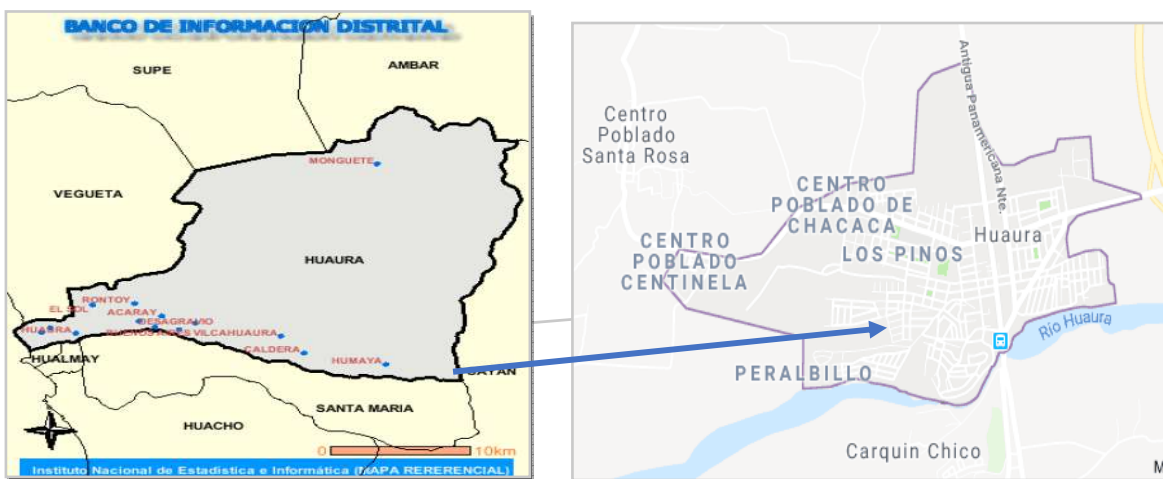 BANCO DE INFORMACION DISTRITAL
SUPE
AMBAR
MONGUETE
VEGUETA
HUAURA
RONTOY
EL SOL
ACARAY
DESAGRAVIO
HUAURA
VILCAHUAURA
CALDERA
HUALMAY
HUMAYA
SANTA MARIA
HUACHO
0 10km
Instituto Nacional de Estadística e Informática (MAPA RERERENCIAL)
Antigua Panamericana Nte.
Centro
Poblado
Santa Rosa
CENTRO
POBLADO DE
CHACACA
Huaura
CENTRO
POBLADO
CENTINELA
LOS PINOS
Río Huaura
PERALBILLO
Carquin Chico
M